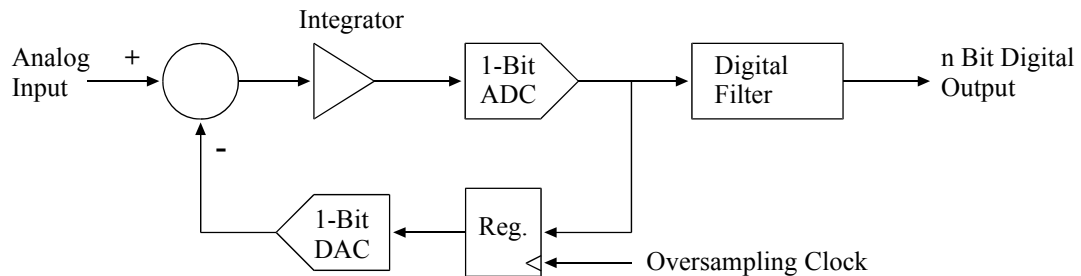 Integrator
Analog
Input
+
1-Bit
ADC
Digital
Filter
n Bit Digital
Output
-
1-Bit
DAC
Reg.
Oversampling Clock